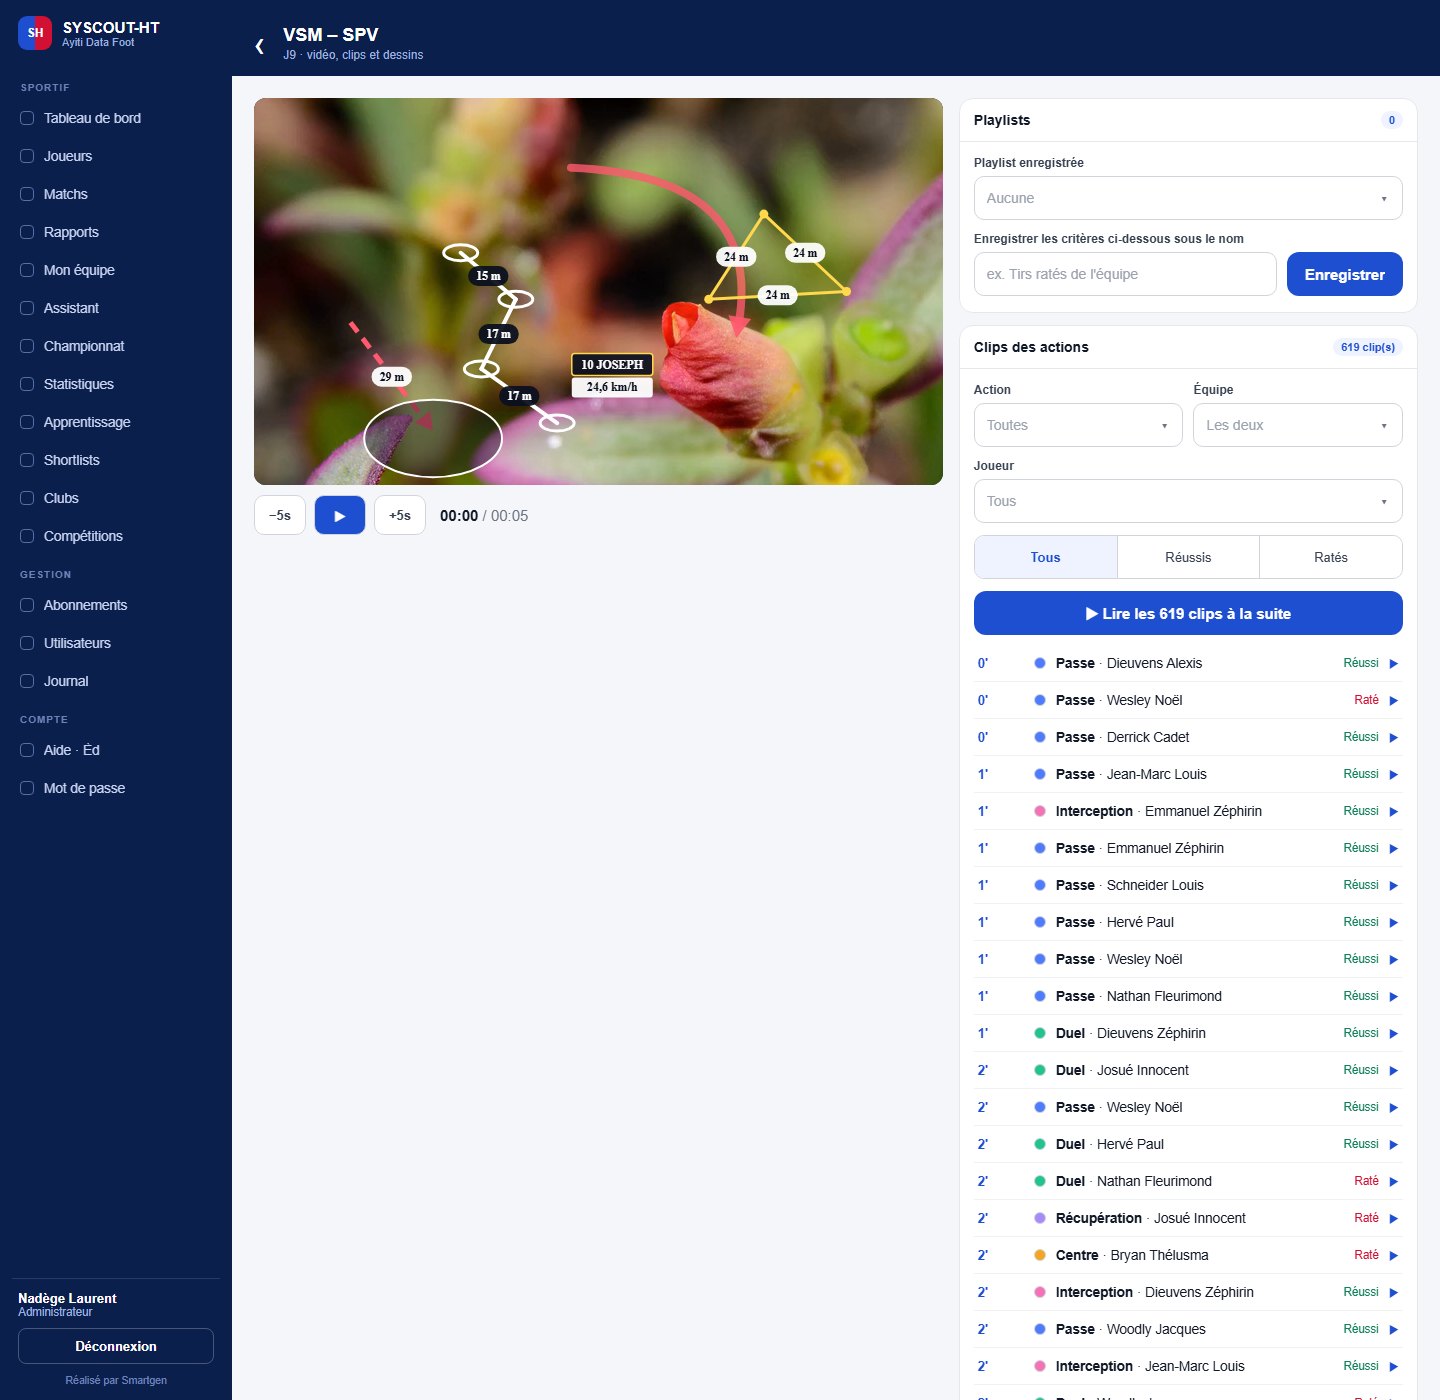 SH
SYSCOUT-HT
Ayiti Data Foot
SPORTIF
Tableau de bord
Joueurs
Matchs
Rapports
Mon équipe
Assistant
Championnat
Statistiques
Apprentissage
Shortlists
Clubs
Compétitions
GESTION
Abonnements
Utilisateurs
Journal
COMPTE
Aide · Éd
Mot de passe
Nadège Laurent
Administrateur
Déconnexion
Réalisé par Smartgen
VSM – SPV
J9 · vidéo, clips et dessins
15 m
17 m
17 m
29 m
10 JOSEPH
24,6 km/h
24 m
24 m
24 m
−5s
+5s
00:00 / 00:05
Playlists 0
Playlist enregistrée
Aucune
Enregistrer les critères ci-dessous sous le nom
ex. Tirs ratés de l'équipe
Enregistrer
Clips des actions 619 clip(s)
Action Équipe
Toutes Les deux
Joueur
Tous
Tous Réussis Ratés
▶ Lire les 619 clips à la suite
0' Passe · Dieuvens Alexis Réussi
0' Passe · Wesley Noël Raté
0' Passe · Derrick Cadet Réussi
1' Passe · Jean-Marc Louis Réussi
1' Interception · Emmanuel Zéphirin Réussi
1' Passe · Emmanuel Zéphirin Réussi
1' Passe · Schneider Louis Réussi
1' Passe · Hervé Paul Réussi
1' Passe · Wesley Noël Réussi
1' Passe · Nathan Fleurimond Réussi
1' Duel · Dieuvens Zéphirin Réussi
2' Duel · Josué Innocent Réussi
2' Passe · Wesley Noël Réussi
2' Duel · Hervé Paul Réussi
2' Duel · Nathan Fleurimond Raté
2' Récupération · Josué Innocent Raté
2' Centre · Bryan Thélusma Raté
2' Interception · Dieuvens Zéphirin Réussi
2' Passe · Woodly Jacques Réussi
2' Interception · Jean-Marc Louis Réussi